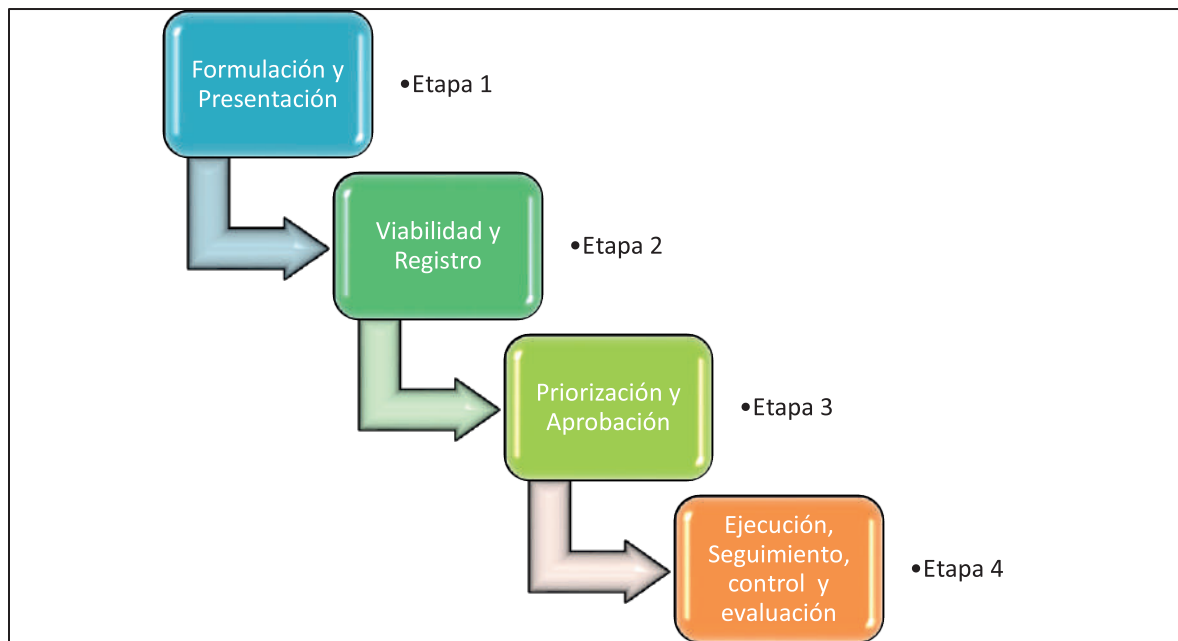 Formulación y
Presentación
•Etapa 1
Viabilidad y
Registro
•Etapa 2
Priorización y
Aprobación
•Etapa 3
Ejecución,
Seguimiento,
control  y
evaluación
•Etapa 4